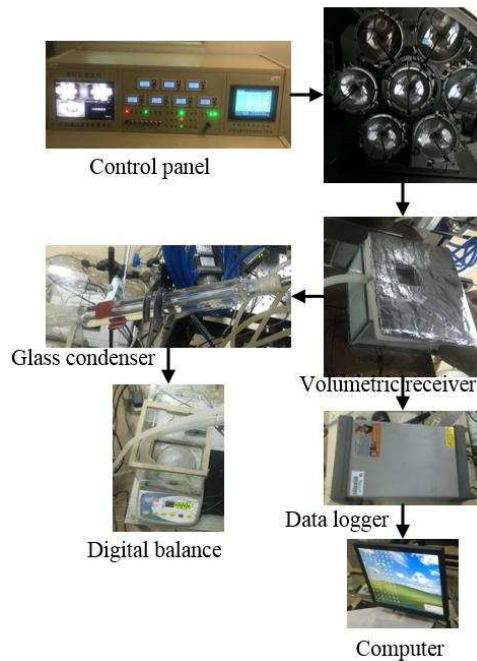 Control panel
Glass condenser
Volumetric receiver
Data logger
Digital balance
Computer